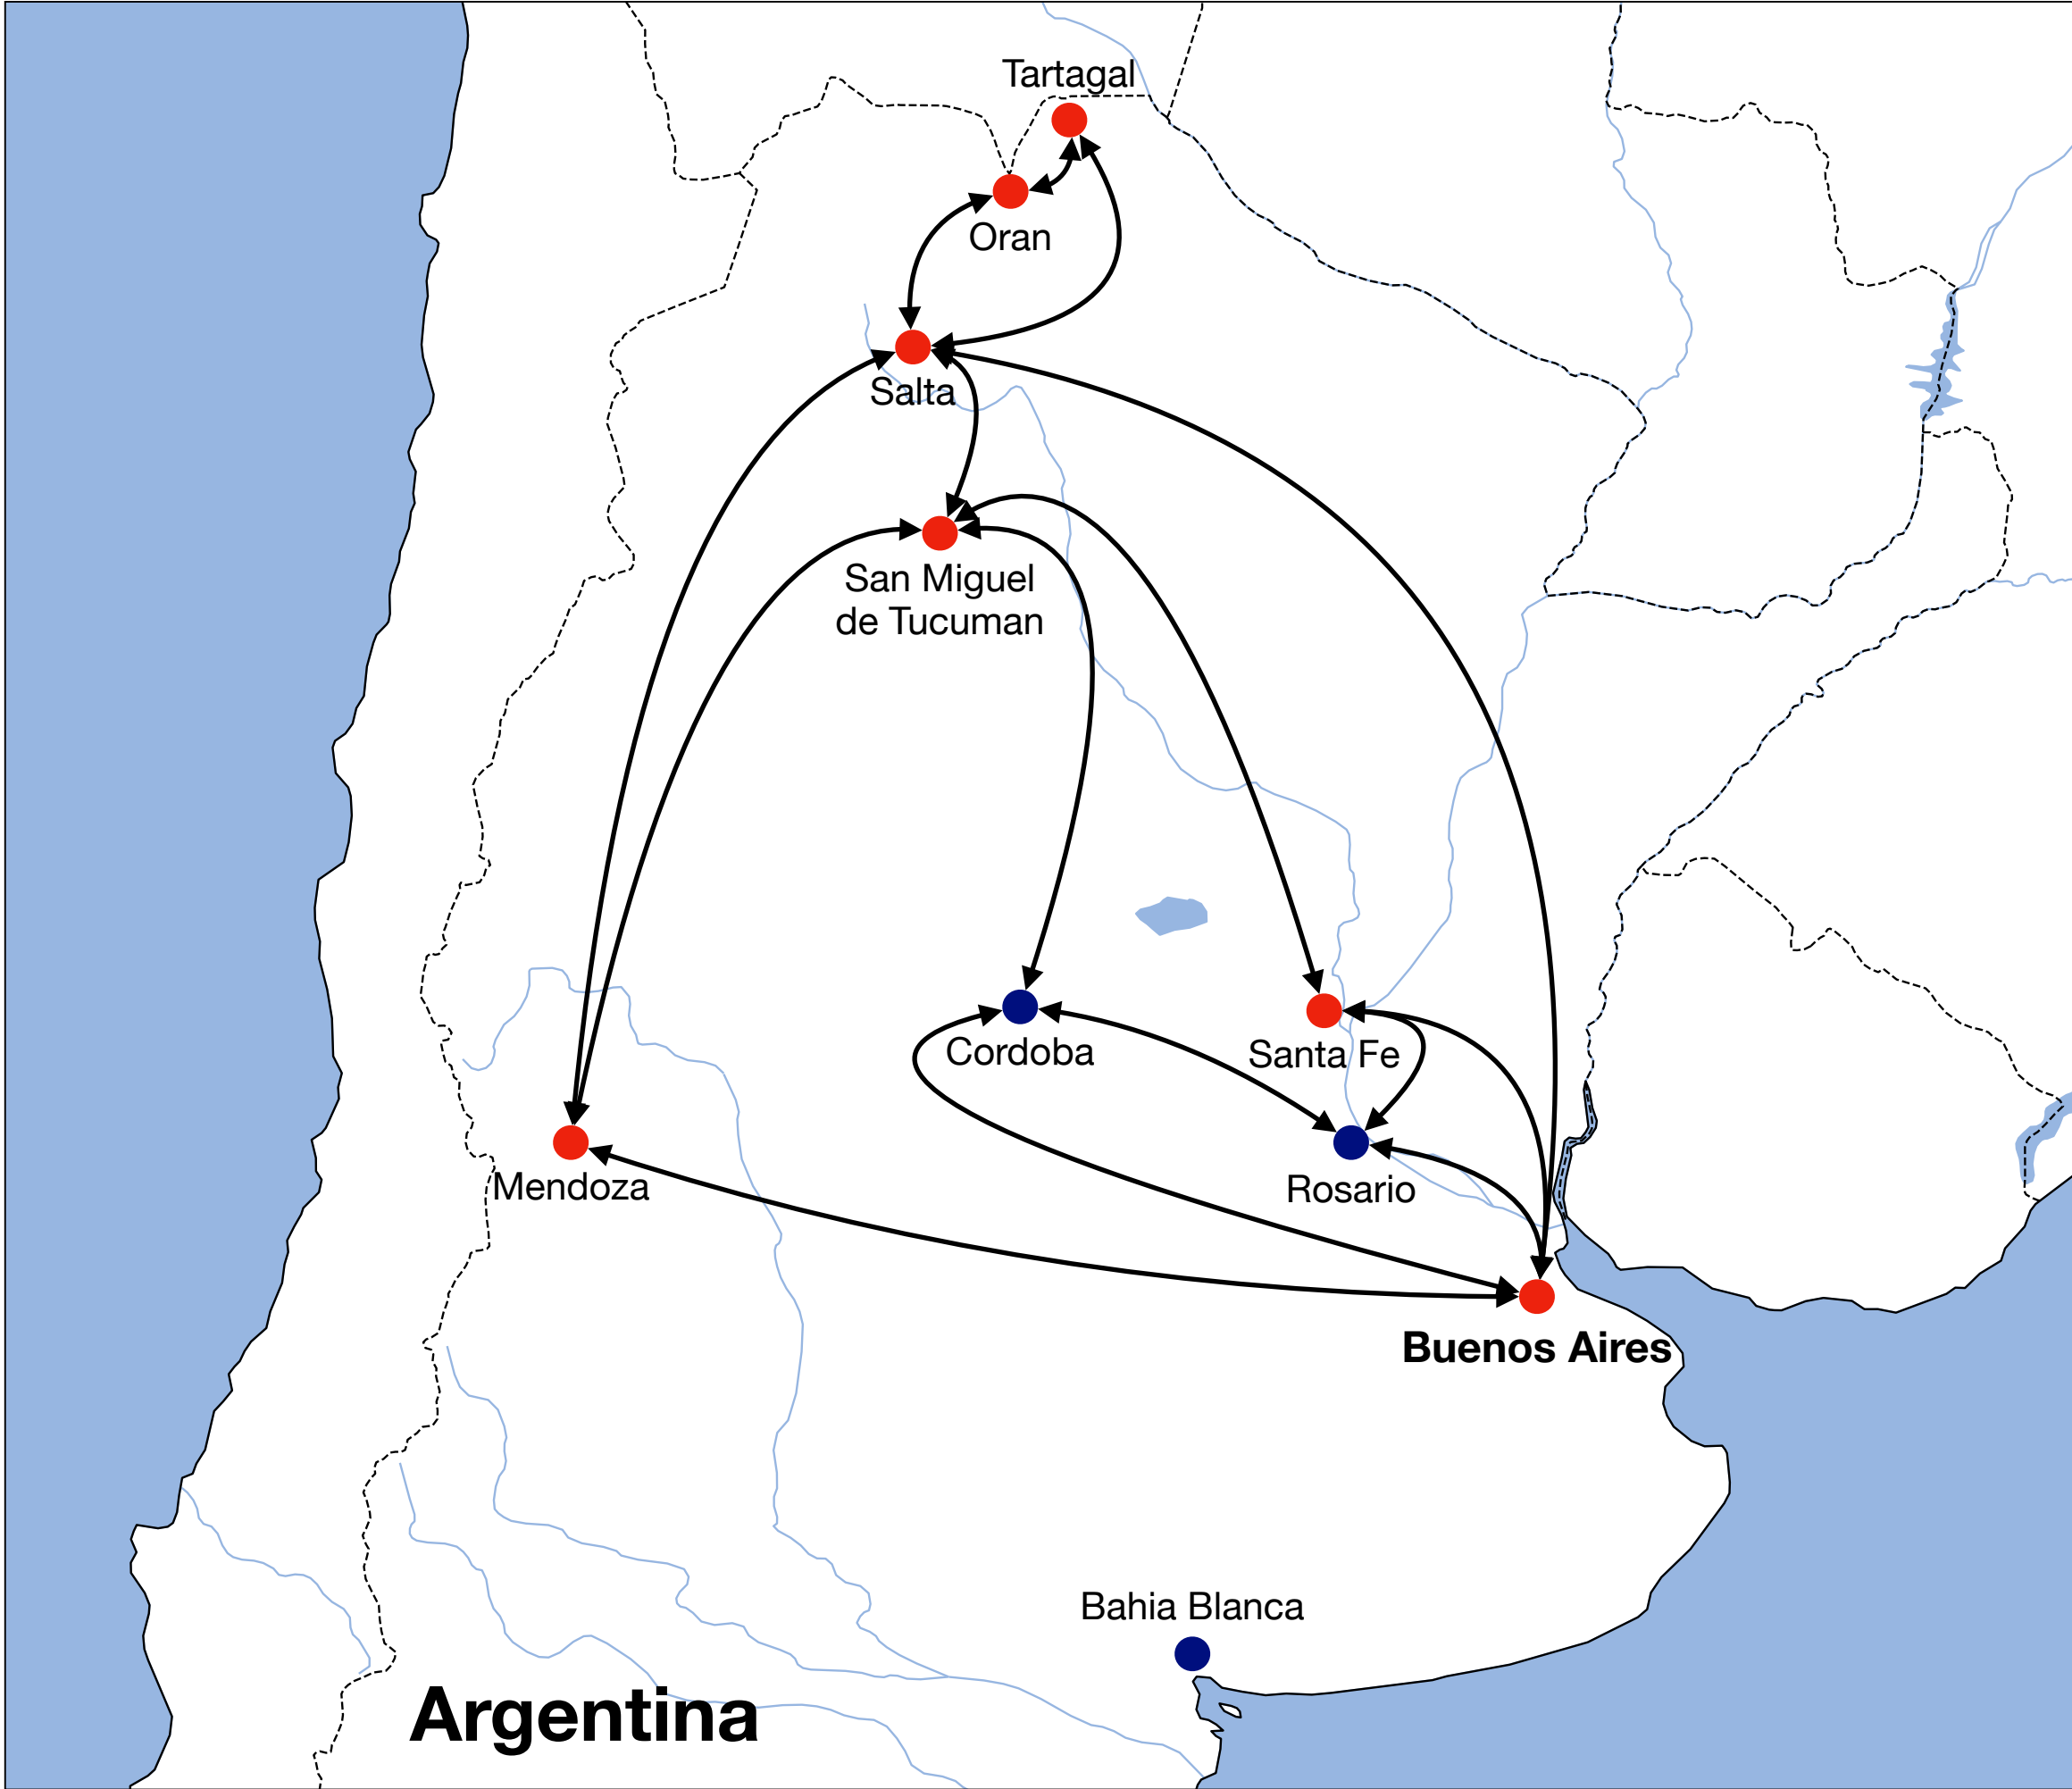 Tartagal
Oran
Salta
San Miguel
de Tucuman
Cordoba
Santa Fe
Mendoza
Rosario
Buenos Aires
Bahia Blanca
Argentina